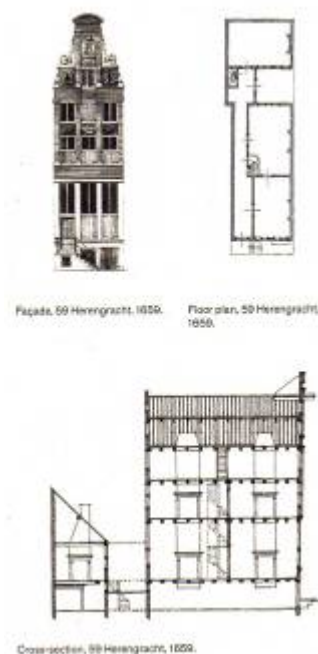 Façade, 59 Herengracht, 1659.
Floor plan, 59 Herengracht,
1659.
Cross-section, 59 Herengracht, 1659.